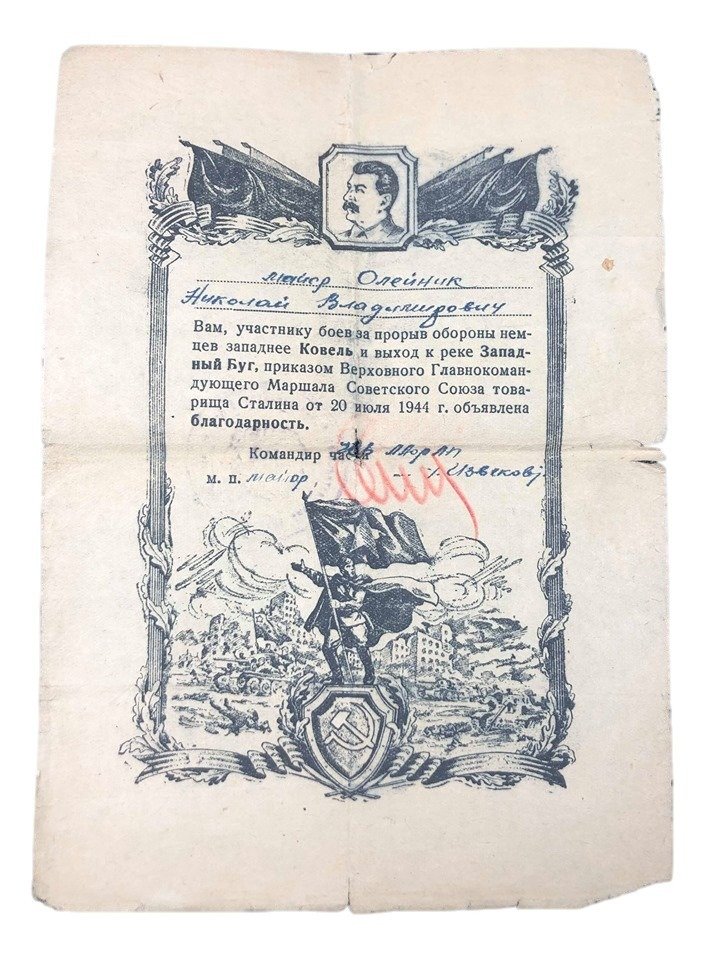 майор Олейник
Николай Владимирович
Вам, участнику боев за прорыв обороны нем-
цев западнее Ковель и выход к реке Запад-
ный Буг, приказом Верховного Главнокоман-
дующего Маршала Советского Союза това-
рища Сталина от 20 июля 1944 г. объявлена
благодарность.
Командир части
м. п. майор